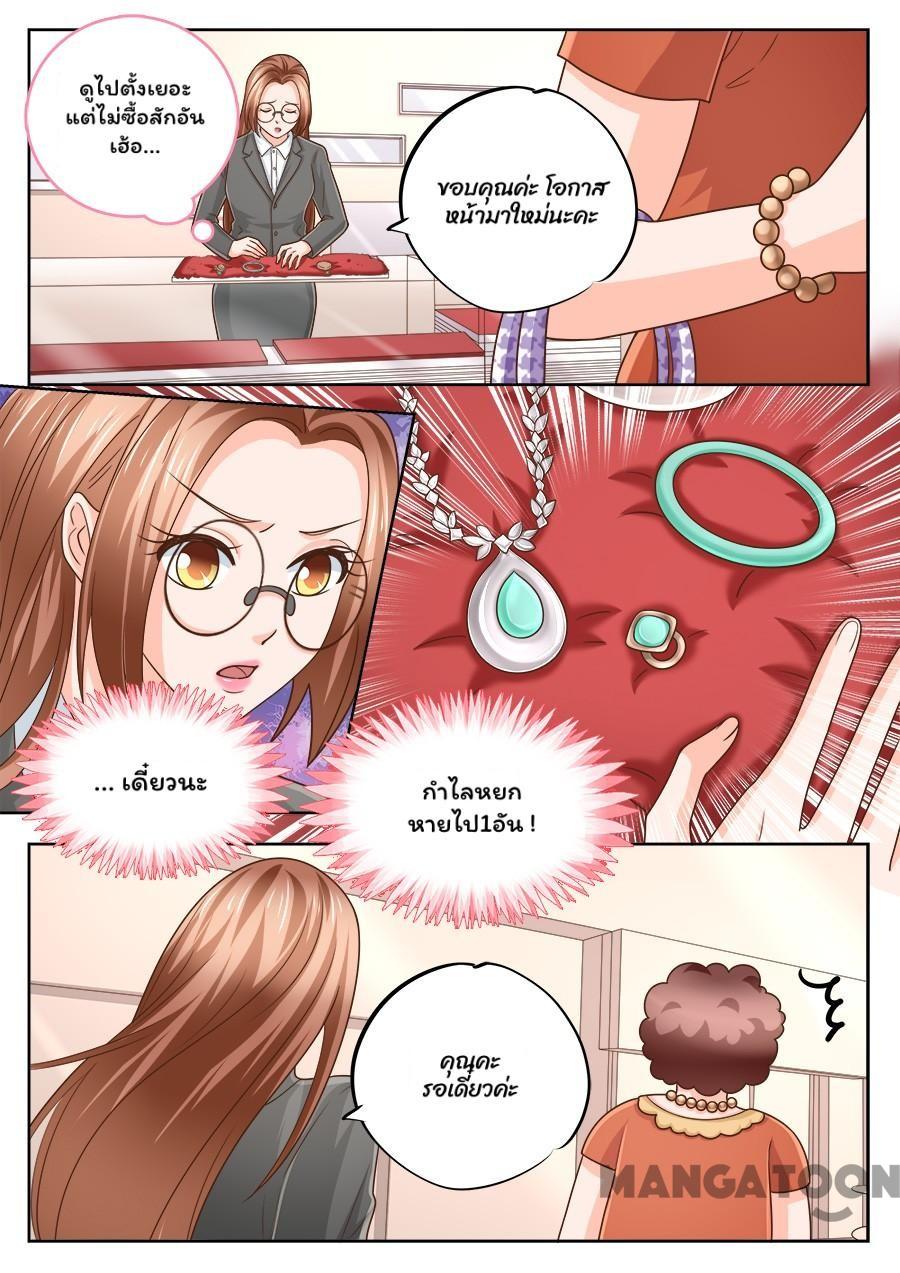 ดูไปตั้งเยอะ
แต่ไม่ซื้อสักอัน
เฮ้อ...
ขอบคุณค่ะ โอกาส
หน้ามาใหม่นะคะ
... เดี๋ยวนะ
กำไลหยก
หายไป1อัน !
คุณคะ
รอเดี๋ยวค่ะ
MANGATOON